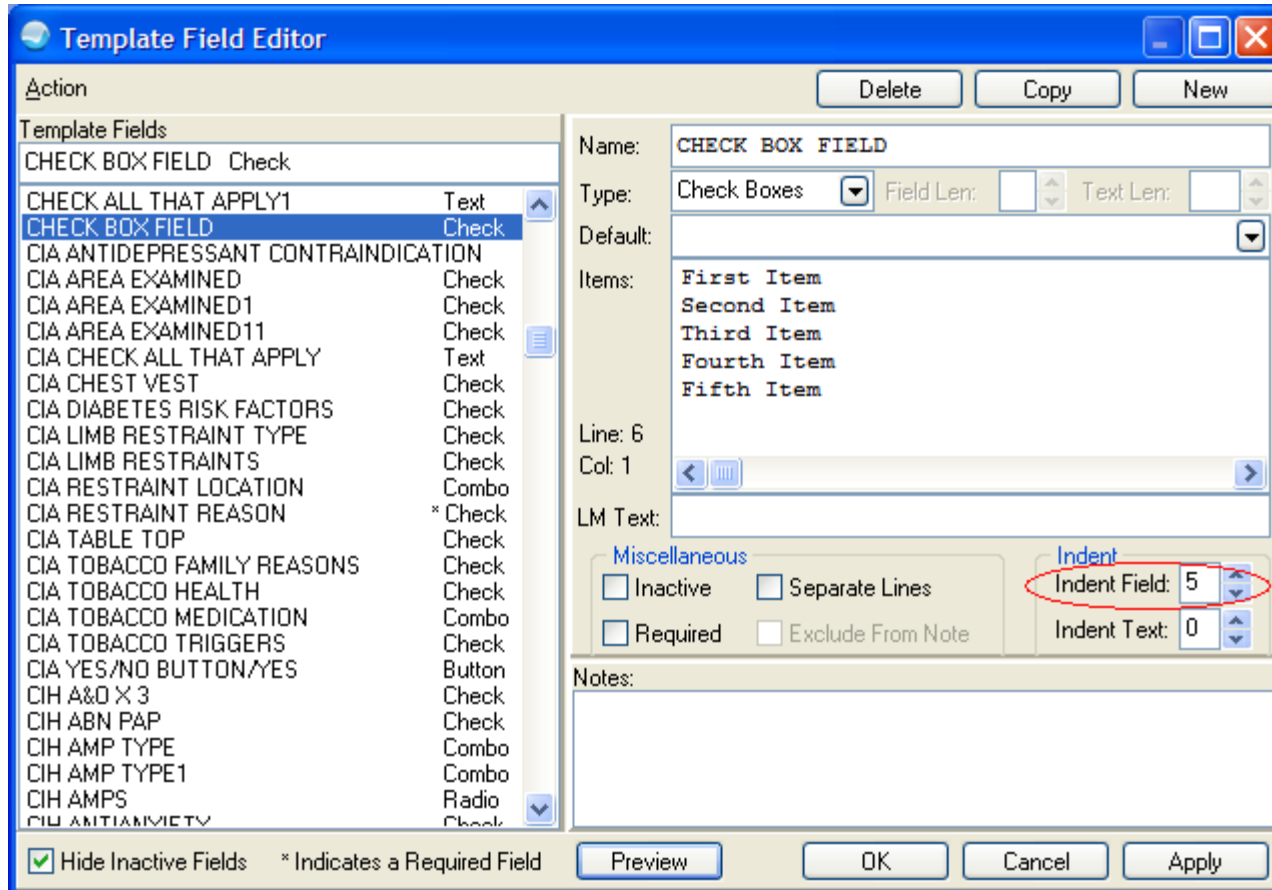 Template Field Editor
Action Delete Copy New
Template Fields
CHECK BOX FIELD Check
CHECK ALL THAT APPLY1 Text
CHECK BOX FIELD Check
CIA ANTIDEPRESSANT CONTRAINDICATION
CIA AREA EXAMINED Check
CIA AREA EXAMINED1 Check
CIA AREA EXAMINED11 Check
CIA CHECK ALL THAT APPLY Text
CIA CHEST VEST Check
CIA DIABETES RISK FACTORS Check
CIA LIMB RESTRAINT TYPE Check
CIA LIMB RESTRAINTS Check
CIA RESTRAINT LOCATION Combo
CIA RESTRAINT REASON * Check
CIA TABLE TOP Check
CIA TOBACCO FAMILY REASONS Check
CIA TOBACCO HEALTH Check
CIA TOBACCO MEDICATION Combo
CIA TOBACCO TRIGGERS Check
CIA YES/NO BUTTON/YES Button
CIH A&O X 3 Check
CIH ABN PAP Check
CIH AMP TYPE Combo
CIH AMP TYPE1 Combo
CIH AMPS Radio
CIH ANTIANXIETY Check
Name: CHECK BOX FIELD
Type: Check Boxes Field Len: Text Len:
Default:
Items: First Item
Second Item
Third Item
Fourth Item
Fifth Item
Line: 6
Col: 1
LM Text:
Miscellaneous Indent
Inactive Separate Lines Indent Field: 5
Required Exclude From Note Indent Text: 0
Notes:
Hide Inactive Fields * Indicates a Required Field Preview OK Cancel Apply